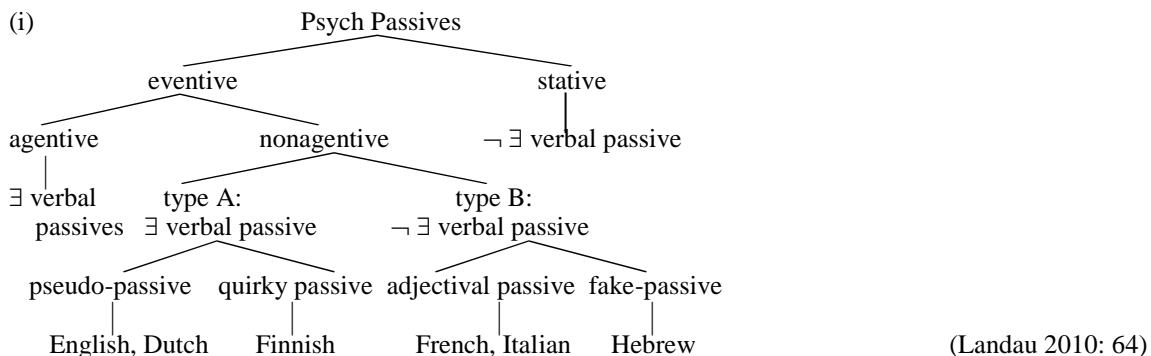 (i) Psych Passives
eventive stative
agentive nonagentive ¬ ∃ verbal passive
∃ verbal type A: type B:
passives ∃ verbal passive ¬ ∃ verbal passive
pseudo-passive quirky passive adjectival passive fake-passive
English, Dutch Finnish French, Italian Hebrew (Landau 2010: 64)